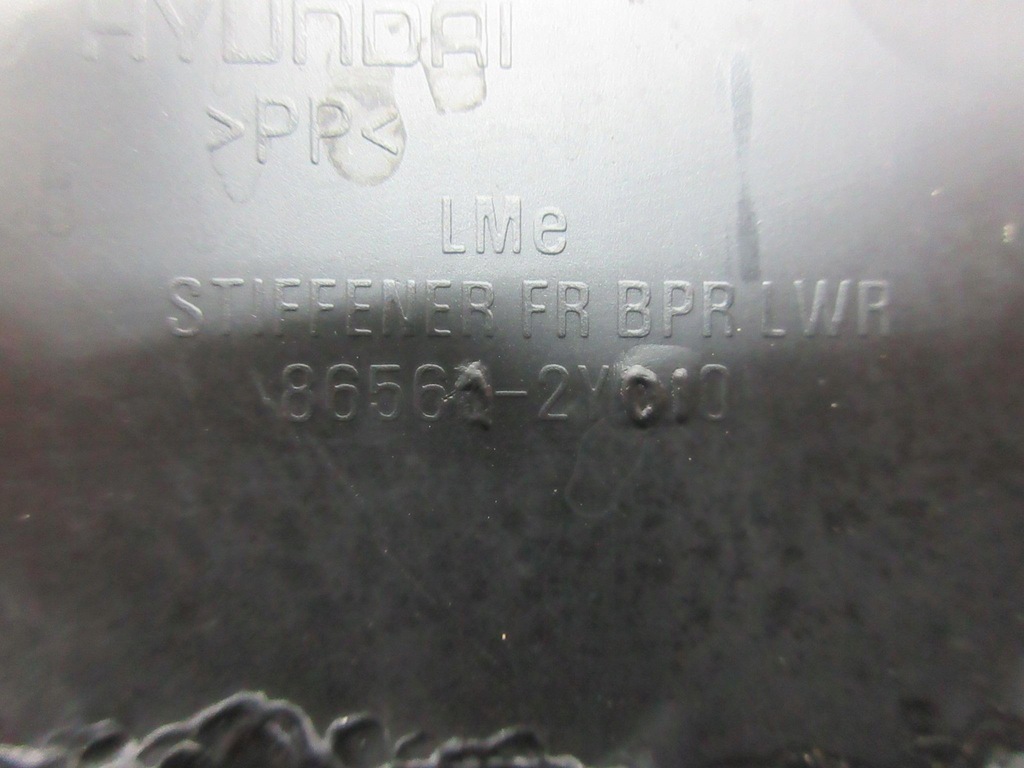 HYUNDAI
>PP<
LMe
STIFFENER FR BPR LWR